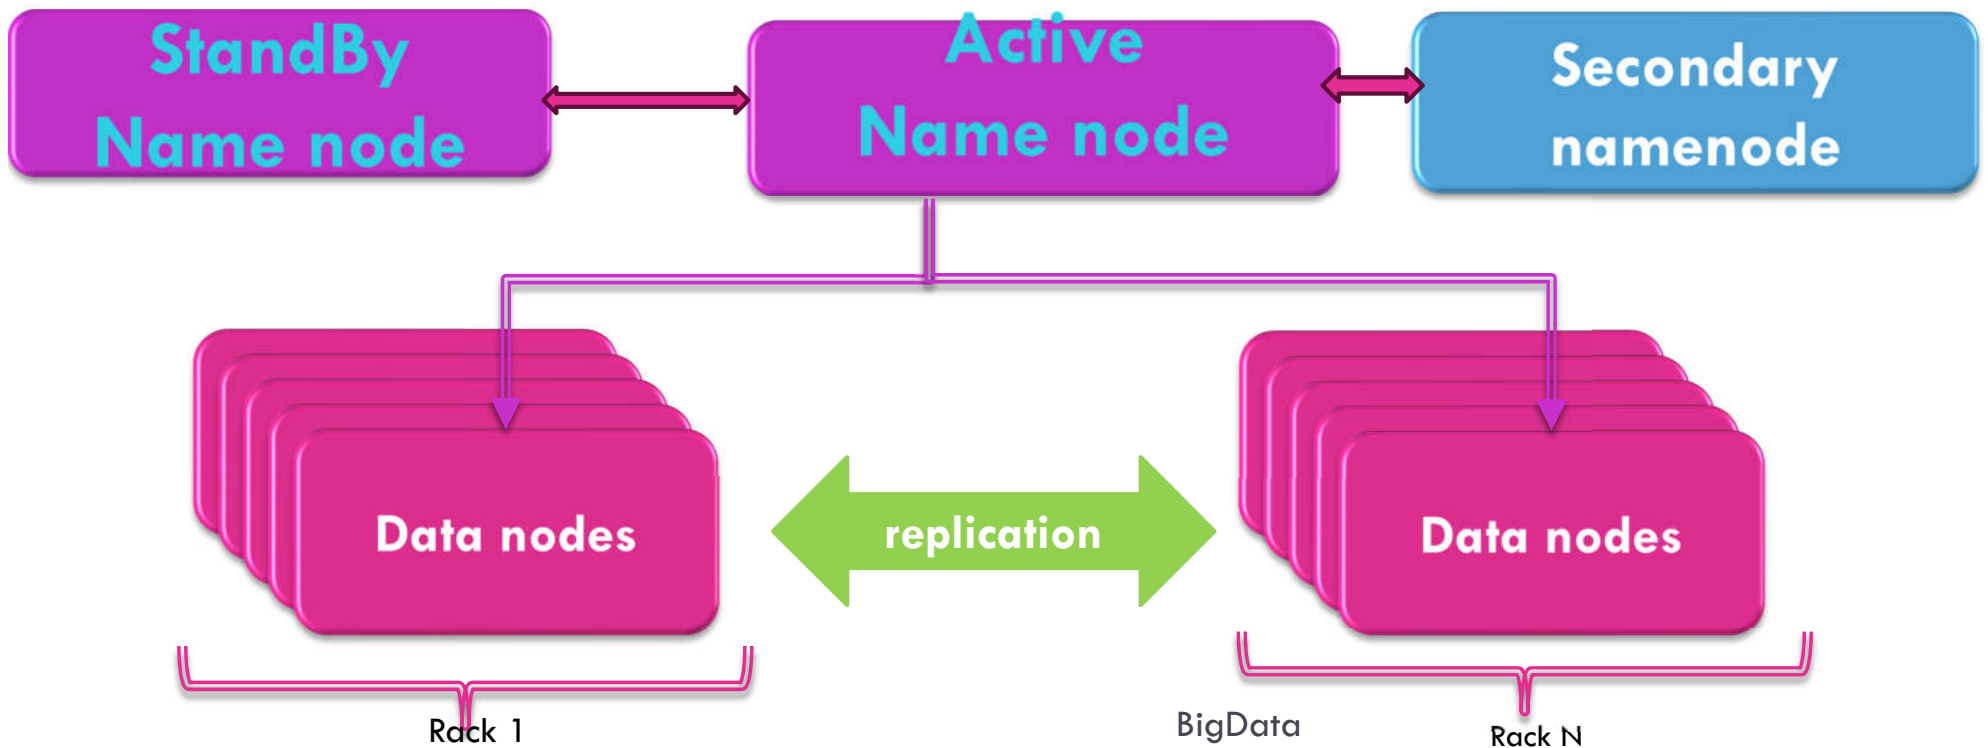 StandBy
Name node
Active
Name node
Secondary
namenode
Data nodes
replication
Data nodes
Rack 1
BigData
Rack N